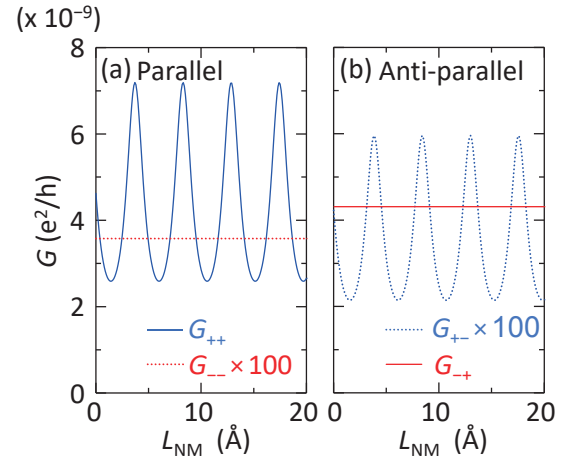 (x 10⁻⁹)
8
6
4
2
0
G (e²/h)
(a) Parallel
G₊₊
G₋₋ × 100
0 10 20
L_NM (Å)
(b) Anti-parallel
G₊₋ × 100
G₋₊
0 10 20
L_NM (Å)